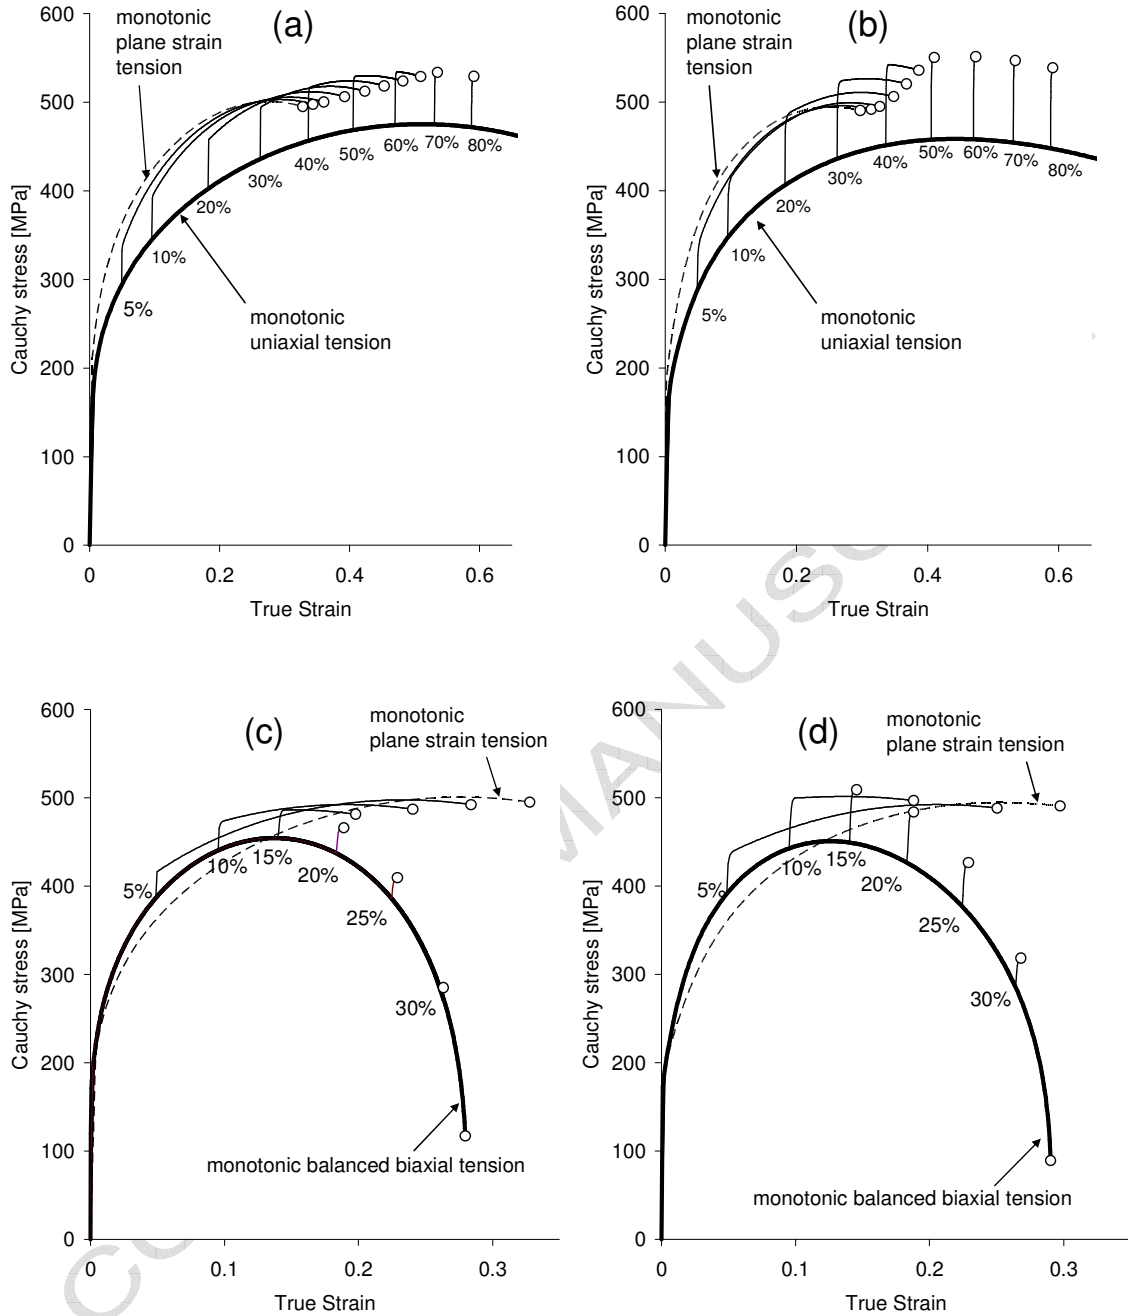 (a)
monotonic
plane strain
tension
600
500
400
300
200
100
0
Cauchy stress [MPa]
5%
10%
20%
30%
40%
50%
60%
70%
80%
monotonic
uniaxial tension
0
0.2
0.4
0.6
True Strain
(b)
monotonic
plane strain
tension
600
500
400
300
200
100
0
Cauchy stress [MPa]
5%
10%
20%
30%
40%
50%
60%
70%
80%
monotonic
uniaxial tension
0
0.2
0.4
0.6
True Strain
(c)
monotonic
plane strain tension
600
500
400
300
200
100
0
Cauchy stress [MPa]
5%
10%
15%
20%
25%
30%
monotonic balanced biaxial tension
0
0.1
0.2
0.3
True Strain
(d)
monotonic
plane strain tension
600
500
400
300
200
100
0
Cauchy stress [MPa]
5%
10%
15%
20%
25%
30%
monotonic balanced biaxial tension
0
0.1
0.2
0.3
True Strain